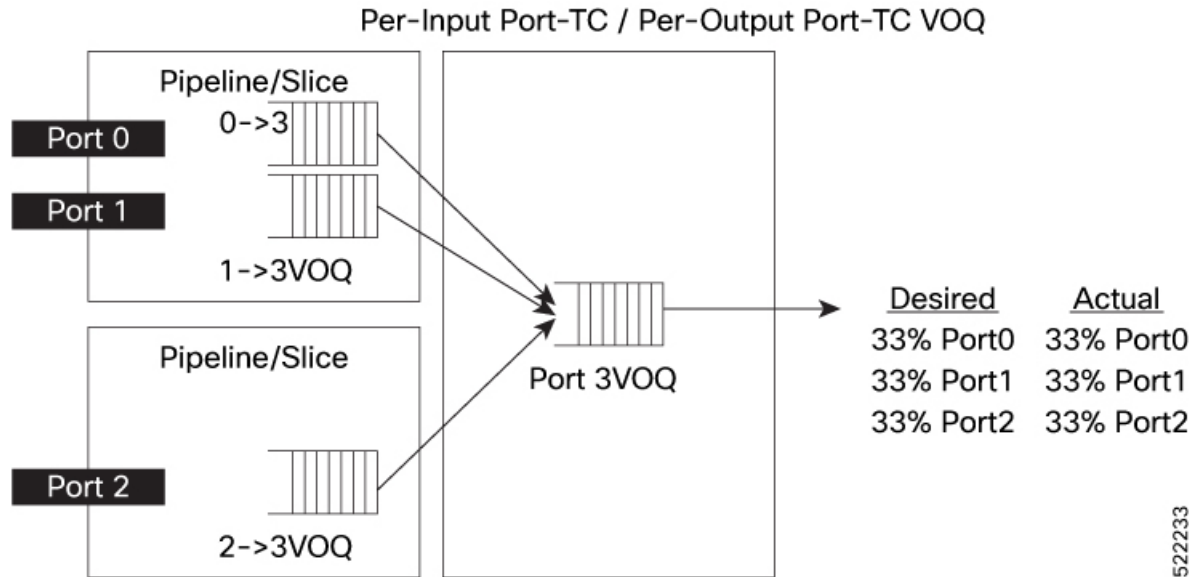 Per-Input Port-TC / Per-Output Port-TC VOQ
Pipeline/Slice
0->3
Port 0
Port 1
1->3VOQ
Pipeline/Slice
Port 2
2->3VOQ
Port 3VOQ
Desired Actual
33% Port0 33% Port0
33% Port1 33% Port1
33% Port2 33% Port2
522233